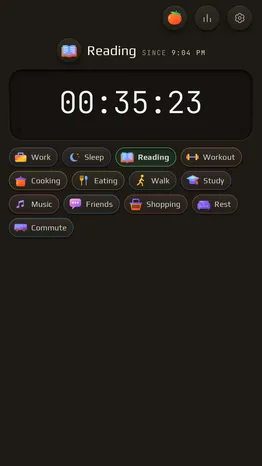 Reading SINCE 9:04 PM
00:35:23
Work Sleep Reading Workout
Cooking Eating Walk Study
Music Friends Shopping Rest
Commute